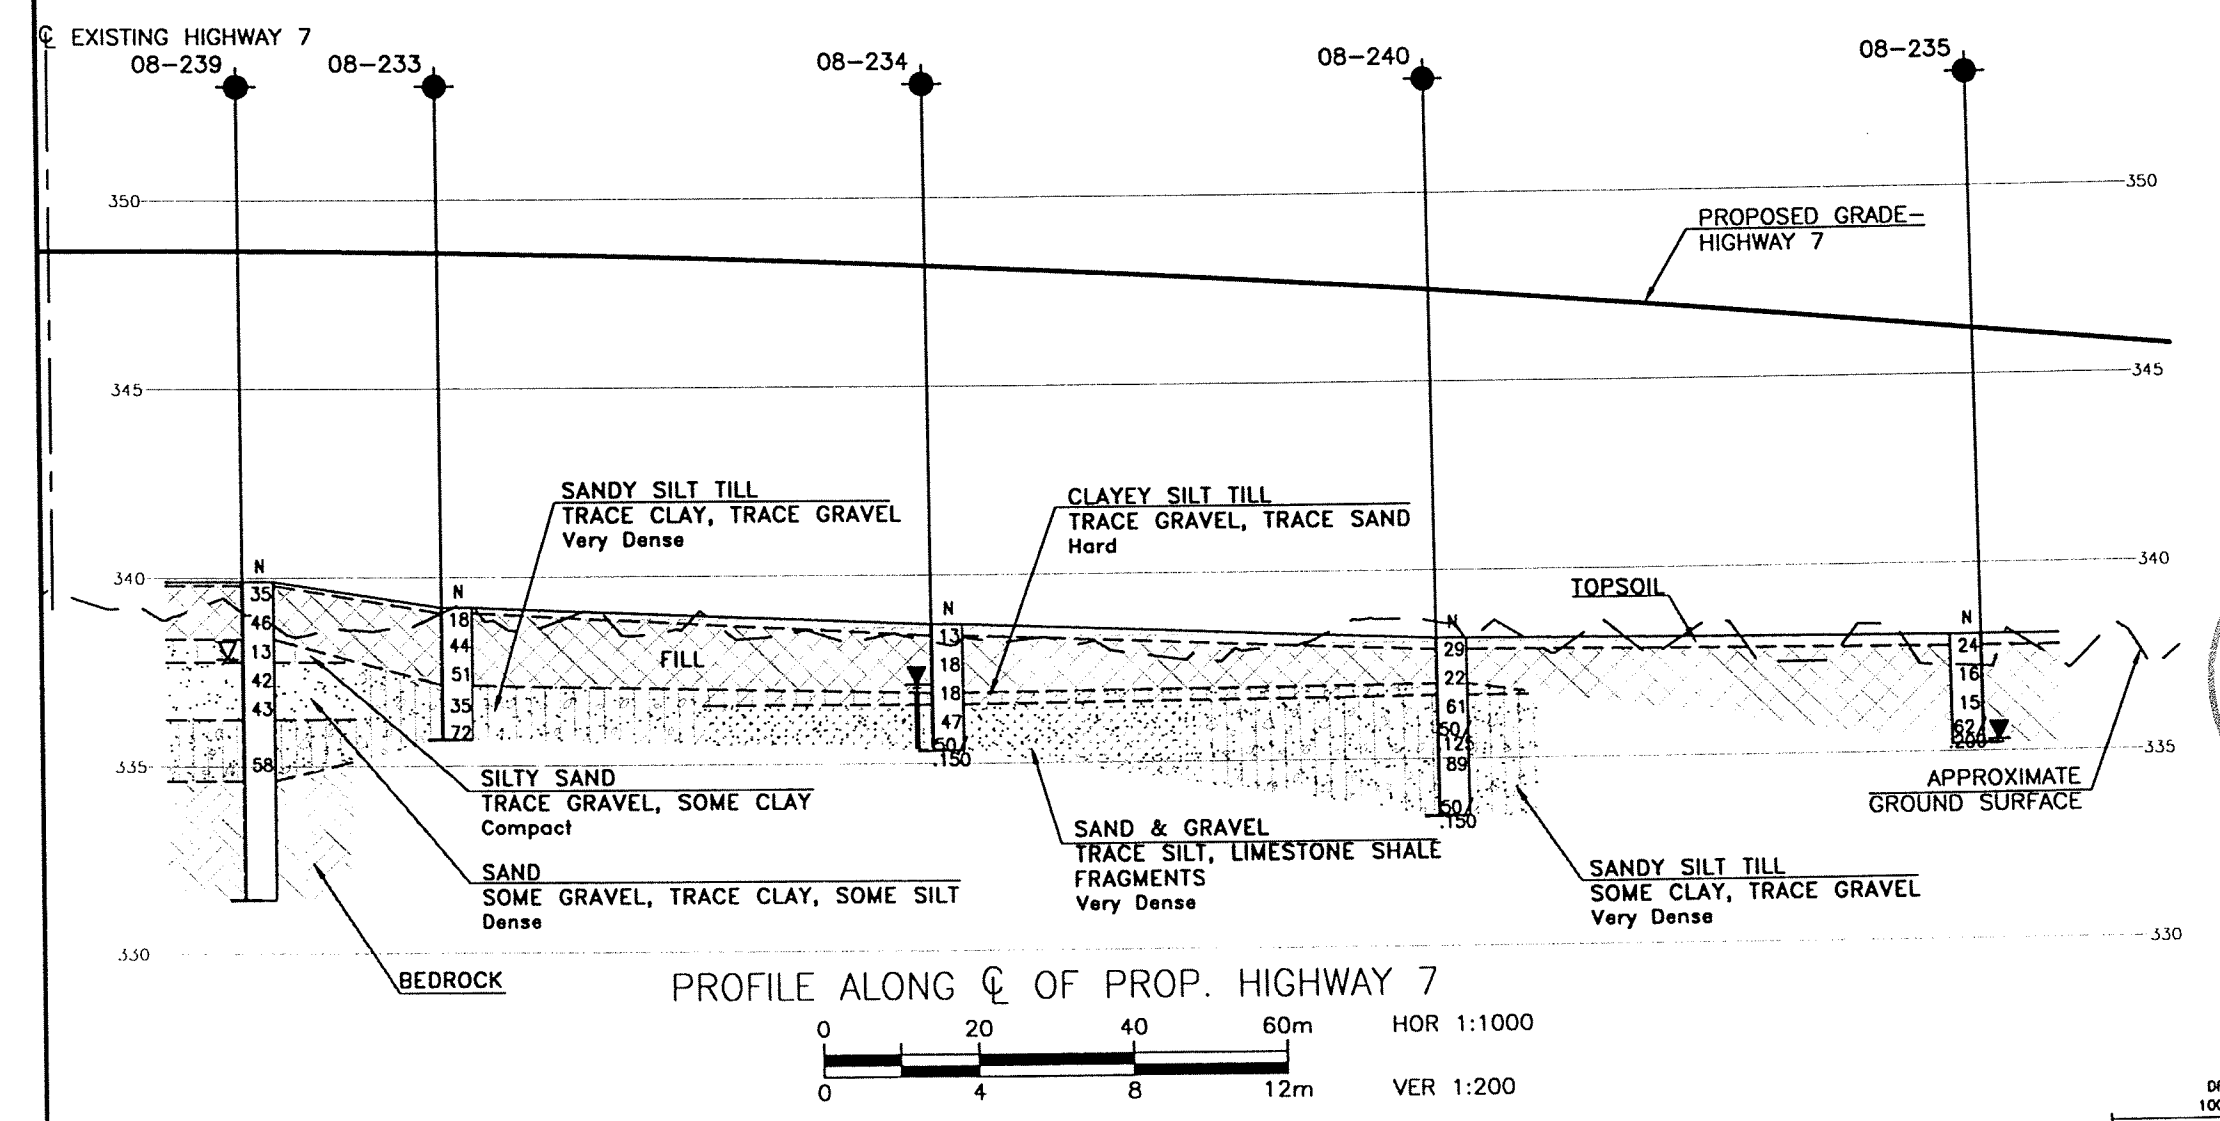 ℄ EXISTING HIGHWAY 7
08-239
08-233
08-234
08-240
08-235
350
350
PROPOSED GRADE-
HIGHWAY 7
345
345
SANDY SILT TILL
TRACE CLAY, TRACE GRAVEL
Very Dense
CLAYEY SILT TILL
TRACE GRAVEL, TRACE SAND
Hard
340
340
TOPSOIL
N
35
46
13
42
43
58
N
18
44
51
35
72
FILL
N
13
18
18
47
50/
.150
N
29
22
61
50/
.125
89
50/
.150
N
24
16
15
62/
.200
335
335
SILTY SAND
TRACE GRAVEL, SOME CLAY
Compact
APPROXIMATE
GROUND SURFACE
SAND
SOME GRAVEL, TRACE CLAY, SOME SILT
Dense
SAND & GRAVEL
TRACE SILT, LIMESTONE SHALE
FRAGMENTS
Very Dense
SANDY SILT TILL
SOME CLAY, TRACE GRAVEL
Very Dense
330
330
BEDROCK
PROFILE ALONG ℄ OF PROP. HIGHWAY 7
0 20 40 60m HOR 1:1000
0 4 8 12m VER 1:200